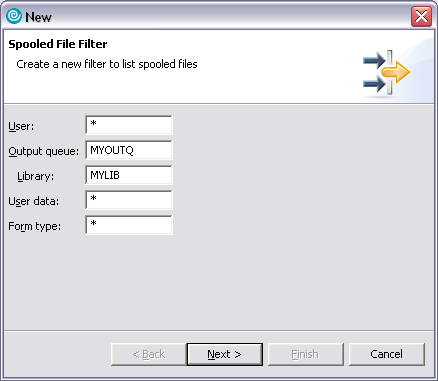 New
Spooled File Filter
Create a new filter to list spooled files
User: *
Output queue: MYOUTQ
Library: MYLIB
User data: *
Form type: *
< Back Next > Finish Cancel